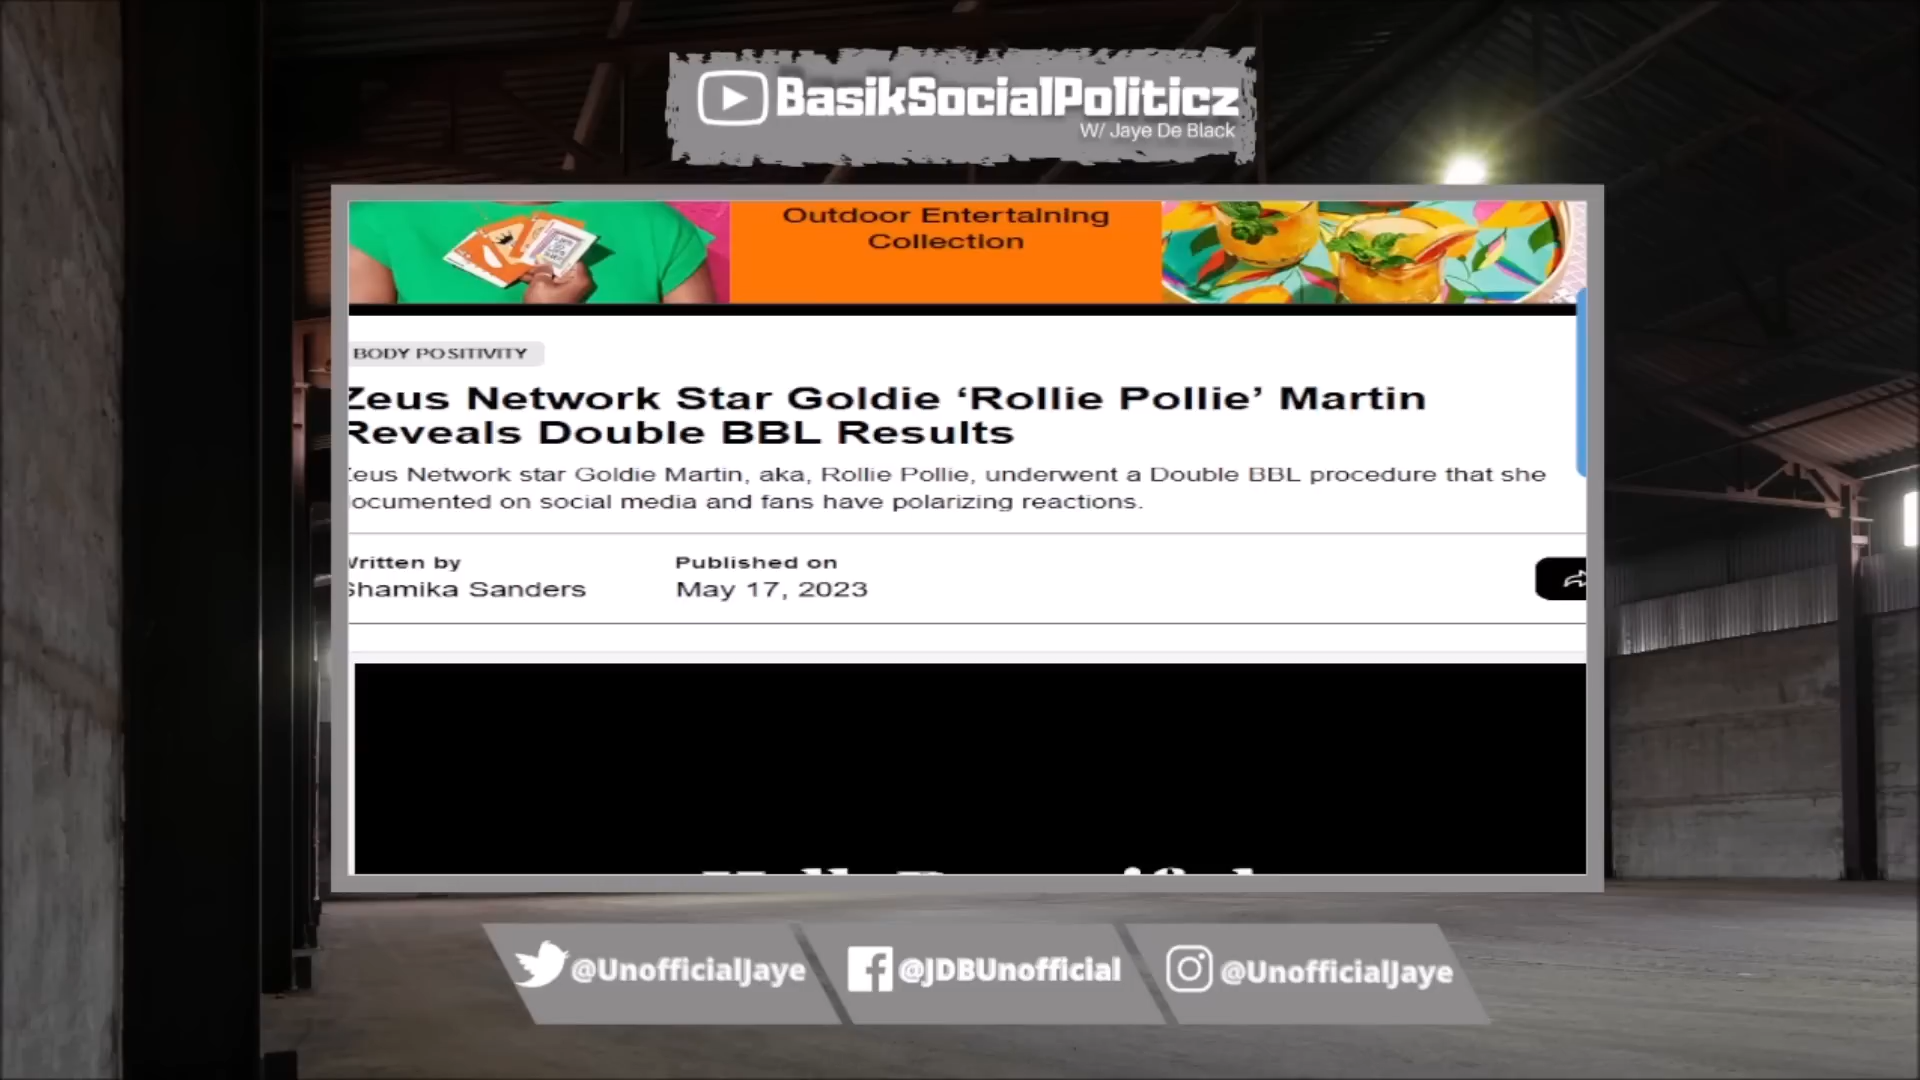 BasikSocialPoliticz
W/ Jaye De Black
Outdoor Entertaining
Collection
BODY POSITIVITY
Zeus Network Star Goldie ‘Rollie Pollie’ Martin
Reveals Double BBL Results
Zeus Network star Goldie Martin, aka, Rollie Pollie, underwent a Double BBL procedure that she
documented on social media and fans have polarizing reactions.
Written by
Published on
Shamika Sanders
May 17, 2023
@UnofficialJaye
@JDBUnofficial
@UnofficialJaye